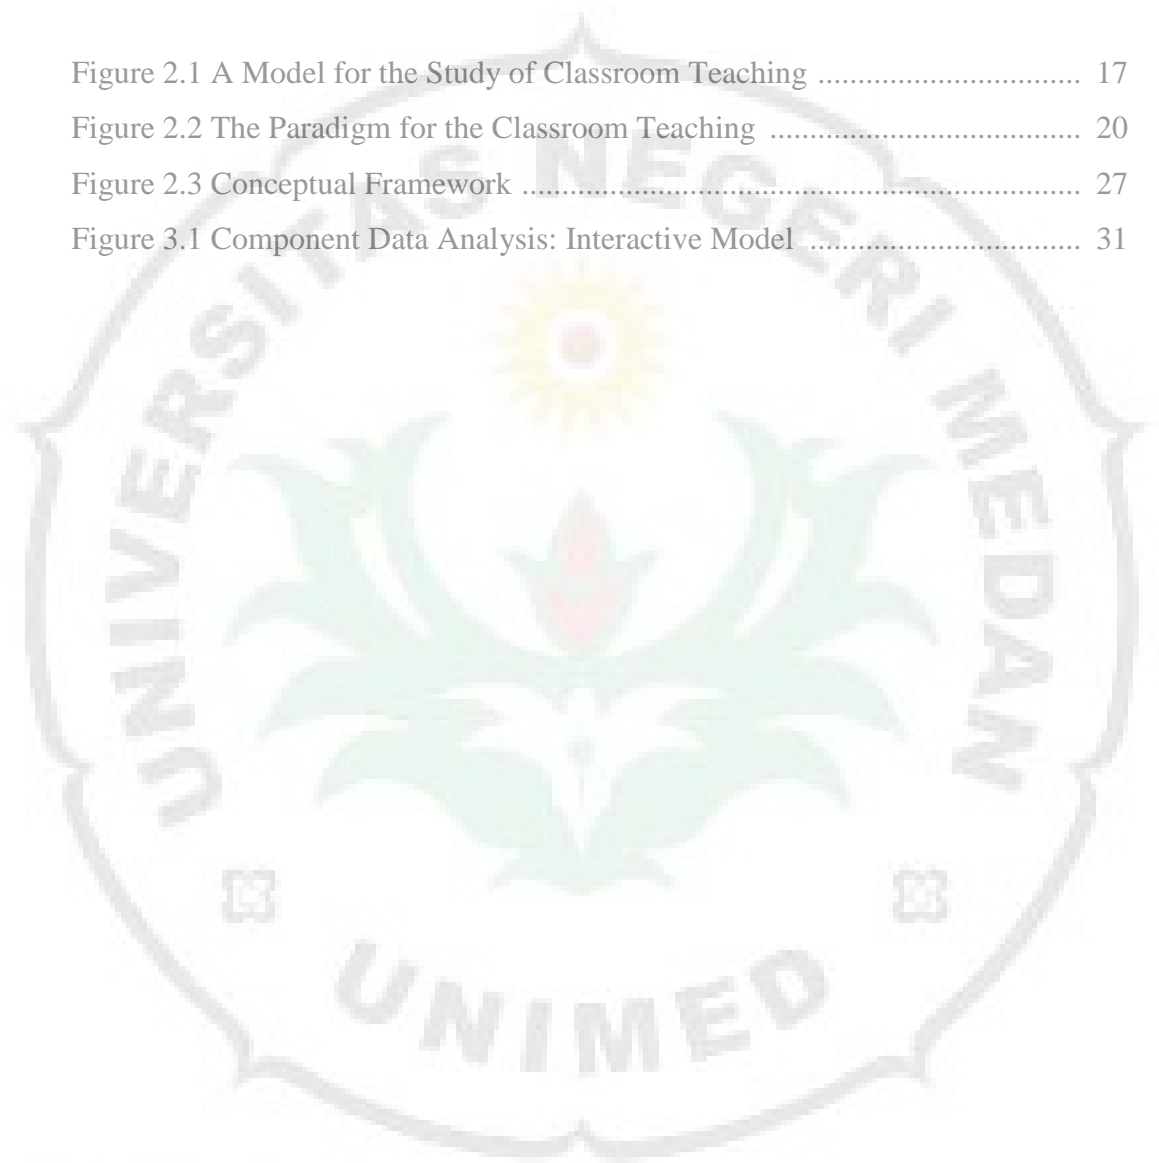 Figure 2.1 A Model for the Study of Classroom Teaching ................................. 17
Figure 2.2 The Paradigm for the Classroom Teaching ....................................... 20
Figure 2.3 Conceptual Framework ...................................................................... 27
Figure 3.1 Component Data Analysis: Interactive Model .................................. 31
UNIVERSITAS NEGERI MEDAN
UNIMED